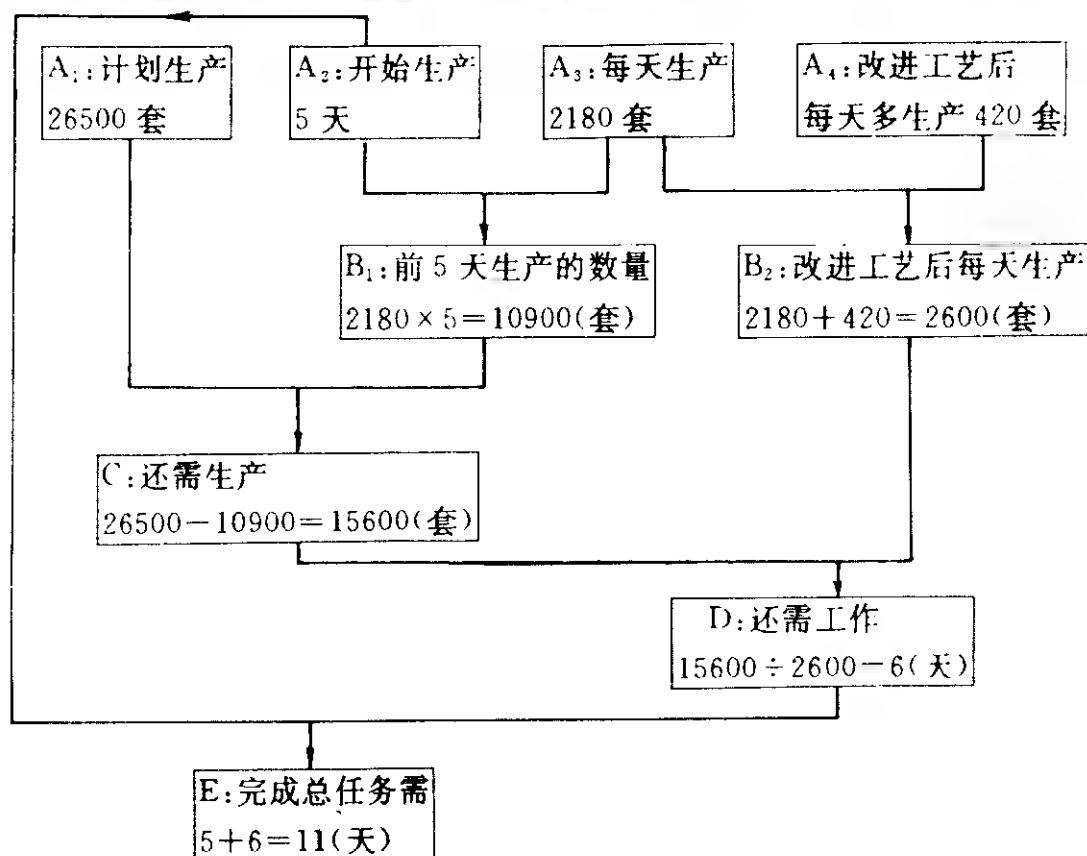 A₁:计划生产
26500 套
A₂:开始生产
5 天
A₃:每天生产
2180 套
A₄:改进工艺后
每天多生产 420 套
B₁:前 5 天生产的数量
2180×5=10900(套)
B₂:改进工艺后每天生产
2180+420=2600(套)
C:还需生产
26500-10900=15600(套)
D:还需工作
15600÷2600-6(天)
E:完成总任务需
5+6=11(天)